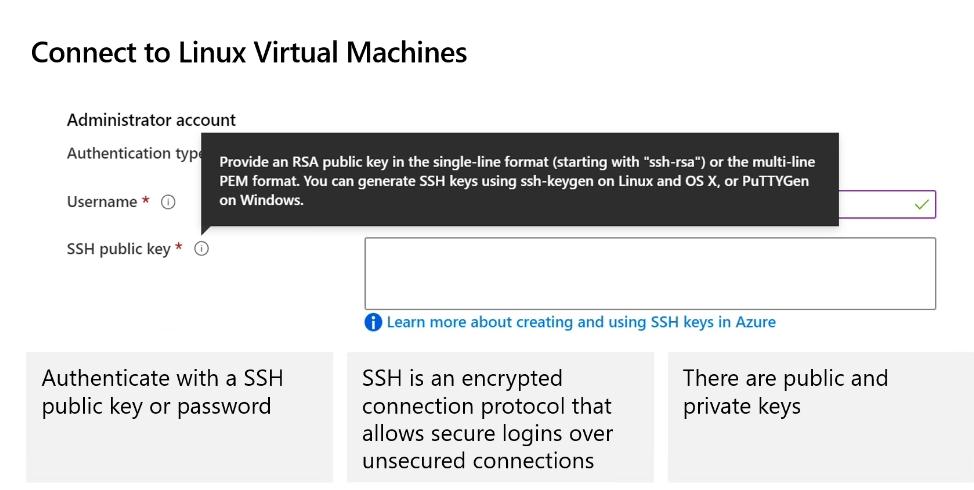 Connect to Linux Virtual Machines
Administrator account
Authentication type
Provide an RSA public key in the single-line format (starting with "ssh-rsa") or the multi-line
PEM format. You can generate SSH keys using ssh-keygen on Linux and OS X, or PuTTYGen
on Windows.
Username *
SSH public key *
Learn more about creating and using SSH keys in Azure
Authenticate with a SSH
public key or password
SSH is an encrypted
connection protocol that
allows secure logins over
unsecured connections
There are public and
private keys